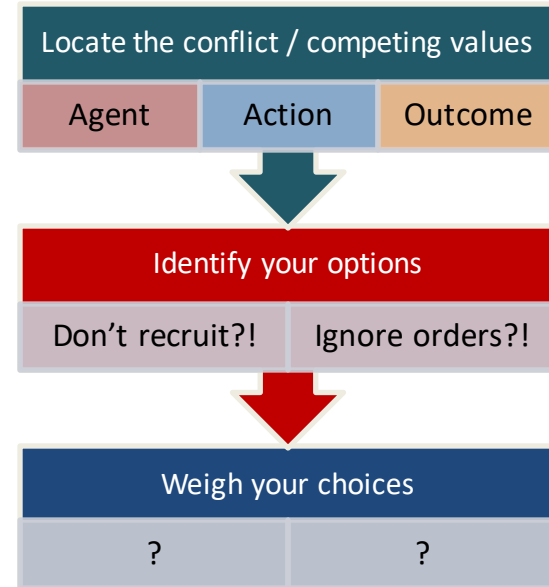 Locate the conflict / competing values
Agent Action Outcome
Identify your options
Don’t recruit?! Ignore orders?!
Weigh your choices
? ?